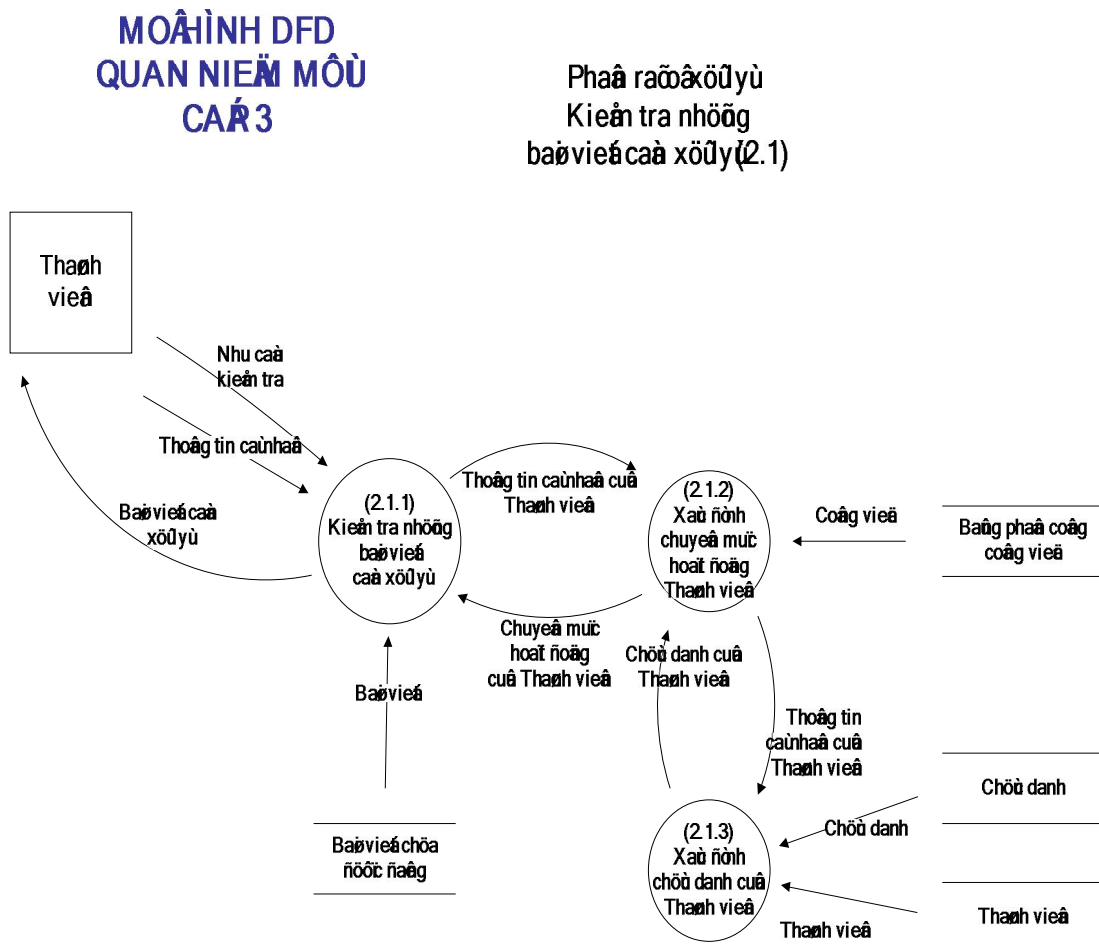 MOÂ HÌNH DFD
QUAN NIEÄM MÔÙI
CAÁP 3
Phaân raõ oâ xöû lyù
Kieåm tra nhöõng
baøi vieát caàn xöû lyù (2.1)
Thaønh
vieân
Nhu caàu
kieåm tra
Thoâng tin caù nhaân
Baøi vieát caàn
xöû lyù
(2.1.1)
Kieåm tra nhöõng
baøi vieát
caàn xöû lyù
Thoâng tin caù nhaân cuûa
Thaønh vieân
(2.1.2)
Xaùc ñònh
chuyeân muïc
hoaït ñoäng
Thaønh vieân
Coâng vieäc
Baûng phaân coâng
coâng vieäc
Chuyeân muïc
hoaït ñoäng
cuûa Thaønh vieân
Chöùc danh cuûa
Thaønh vieân
Baøi vieát
Thoâng tin
caù nhaân cuûa
Thaønh vieân
Chöùc danh
Chöùc danh
Baøi vieát chöa
ñöôïc ñaêng
(2.1.3)
Xaùc ñònh
chöùc danh cuûa
Thaønh vieân
Thaønh vieân
Thaønh vieân